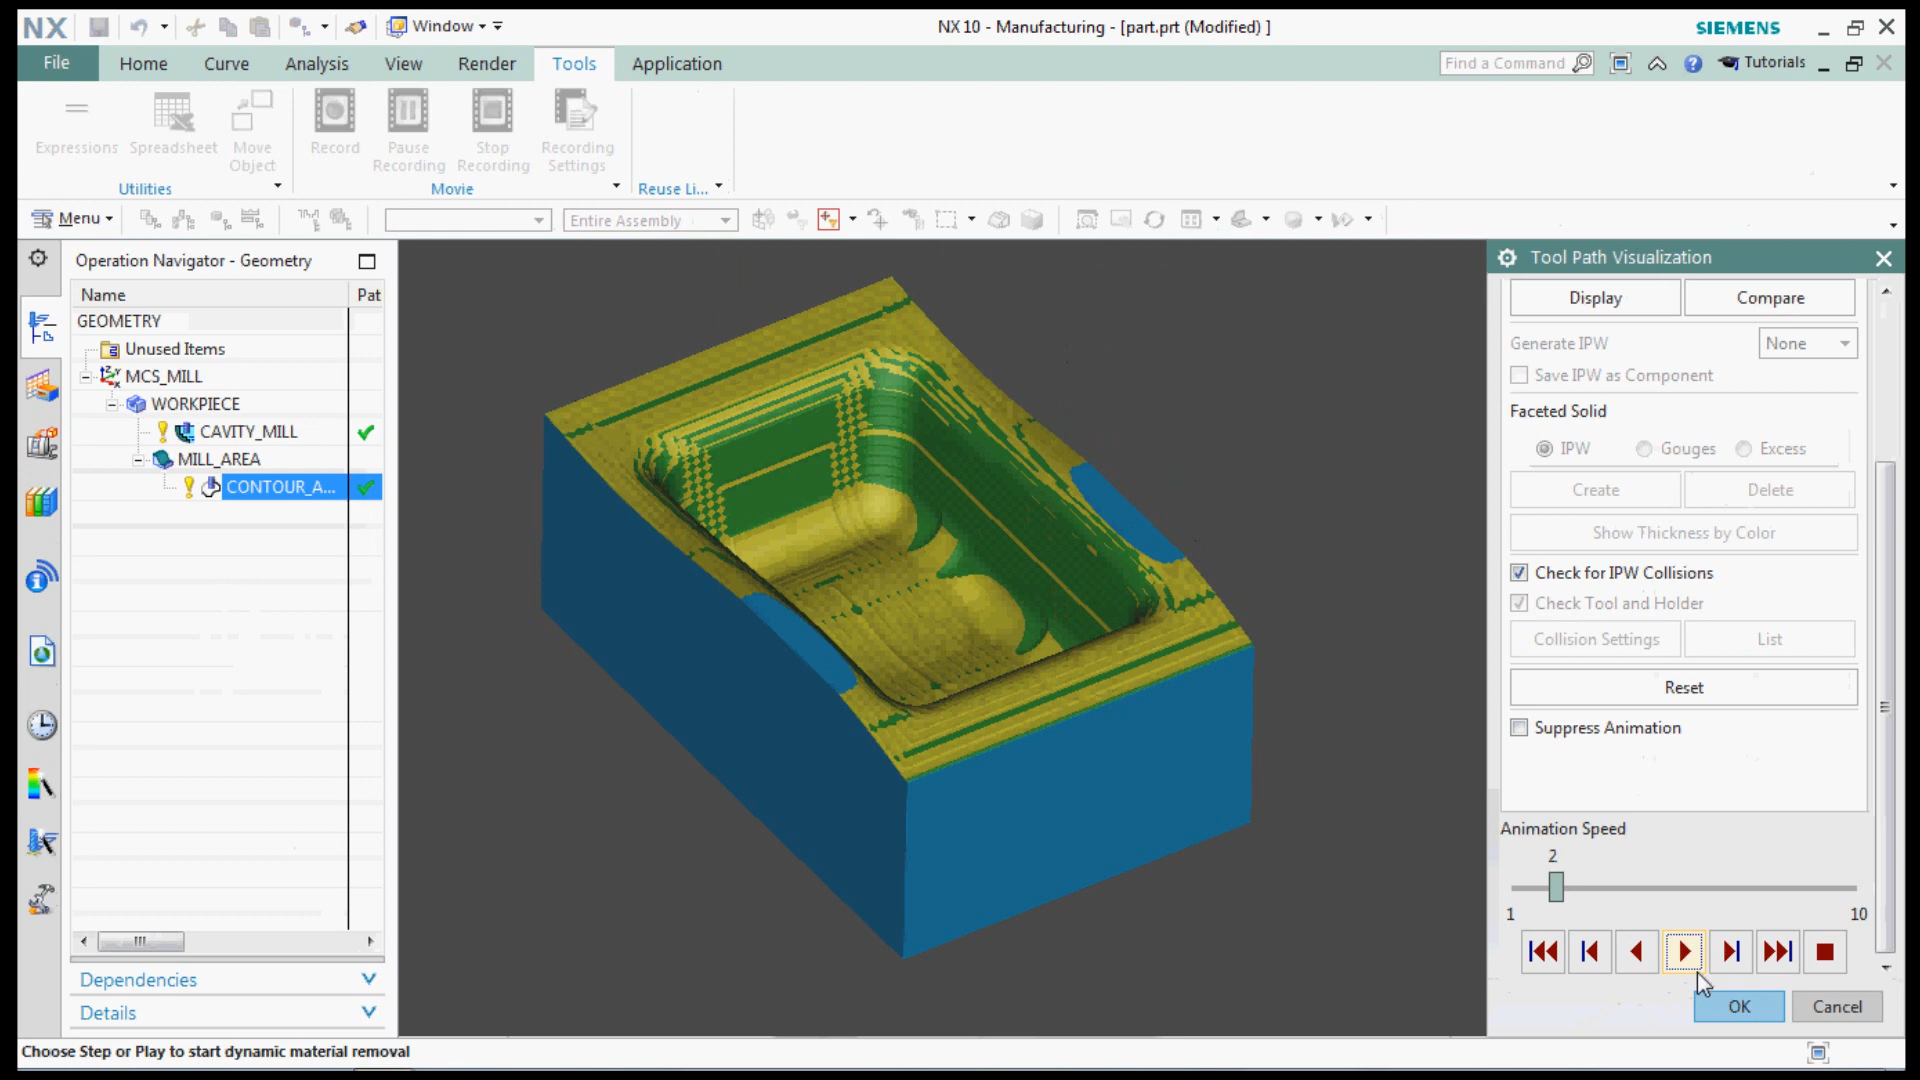 NX Window NX 10 - Manufacturing - [part.prt (Modified) ] SIEMENS
File Home Curve Analysis View Render Tools Application Find a Command Tutorials
Expressions Spreadsheet Move Object Record Pause Recording Stop Recording Recording Settings
Utilities Movie Reuse Li...
Menu Entire Assembly
Operation Navigator - Geometry
Name Pat
GEOMETRY
Unused Items
MCS_MILL
WORKPIECE
CAVITY_MILL
MILL_AREA
CONTOUR_A...
Dependencies
Details
Tool Path Visualization
Display Compare
Generate IPW None
Save IPW as Component
Faceted Solid
IPW Gouges Excess
Create Delete
Show Thickness by Color
Check for IPW Collisions
Check Tool and Holder
Collision Settings List
Reset
Suppress Animation
Animation Speed
2
1 10
OK Cancel
Choose Step or Play to start dynamic material removal